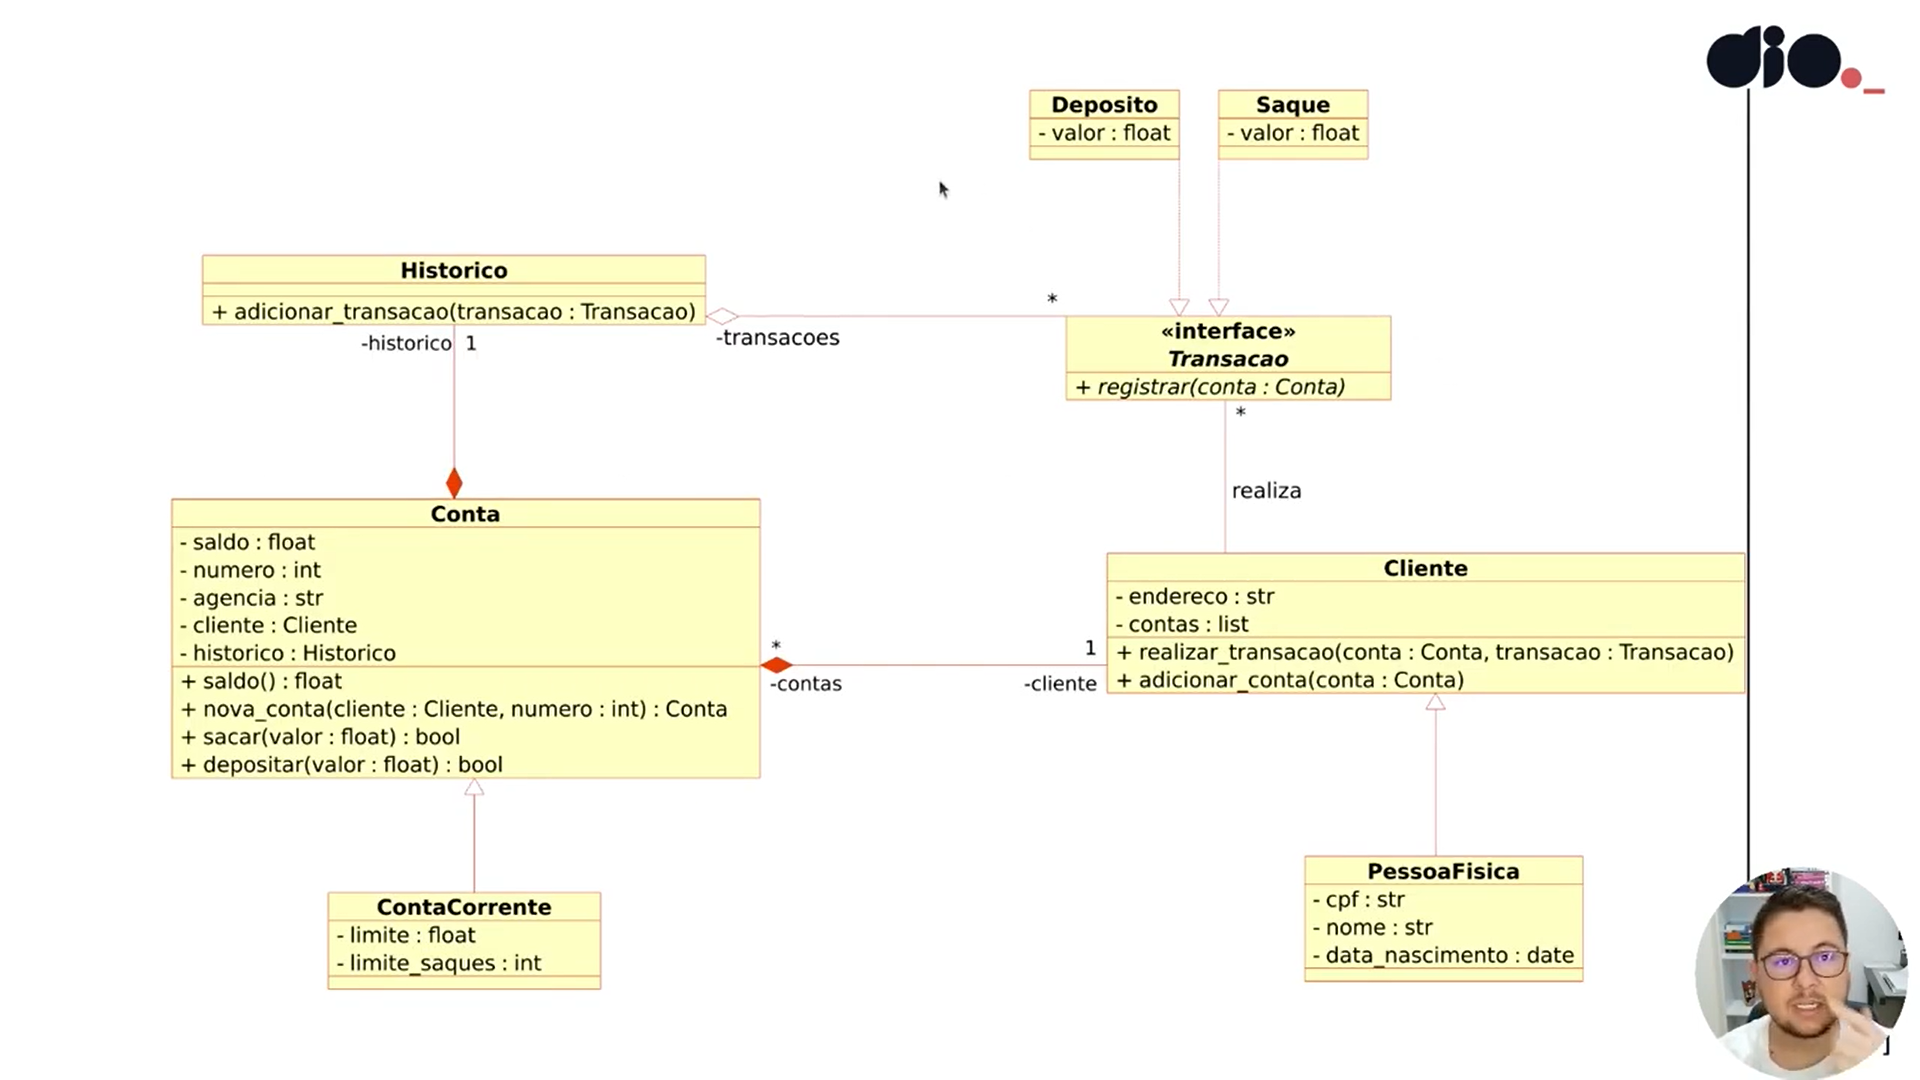 dio._
Deposito
- valor : float
Saque
- valor : float
Historico
+ adicionar_transacao(transacao : Transacao)
-historico 1
*
-transacoes
«interface»
Transacao
+ registrar(conta : Conta)
*
realiza
Conta
- saldo : float
- numero : int
- agencia : str
- cliente : Cliente
- historico : Historico
+ saldo() : float
+ nova_conta(cliente : Cliente, numero : int) : Conta
+ sacar(valor : float) : bool
+ depositar(valor : float) : bool
* 1
-contas -cliente
Cliente
- endereco : str
- contas : list
+ realizar_transacao(conta : Conta, transacao : Transacao)
+ adicionar_conta(conta : Conta)
ContaCorrente
- limite : float
- limite_saques : int
PessoaFisica
- cpf : str
- nome : str
- data_nascimento : date
]